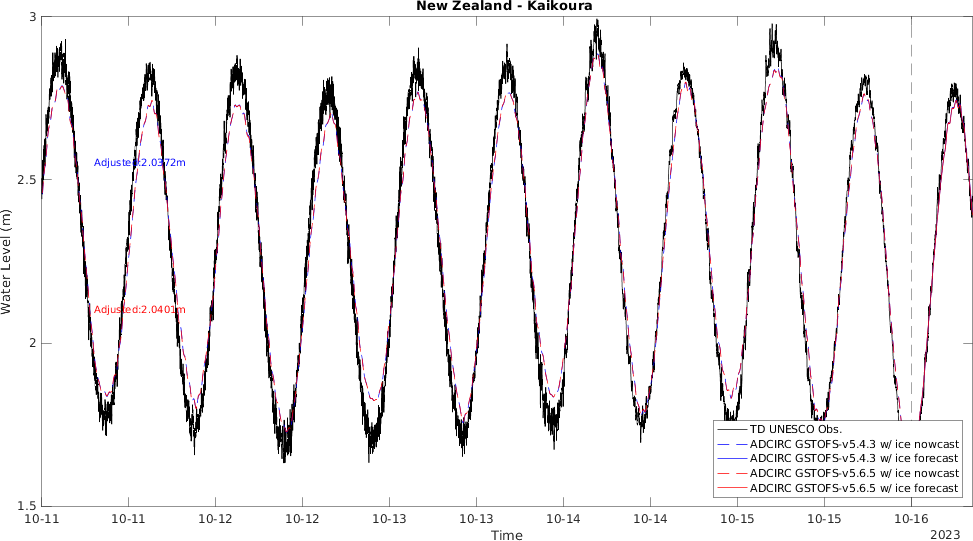 New Zealand - Kaikoura
3
2.5
2
1.5
Water Level (m)
Adjusted:2.0372m
Adjusted:2.0401m
TD UNESCO Obs.
ADCIRC GSTOFS-v5.4.3 w/ ice nowcast
ADCIRC GSTOFS-v5.4.3 w/ ice forecast
ADCIRC GSTOFS-v5.6.5 w/ ice nowcast
ADCIRC GSTOFS-v5.6.5 w/ ice forecast
10-11 10-11 10-12 10-12 10-13 10-13 10-14 10-14 10-15 10-15 10-16
Time
2023